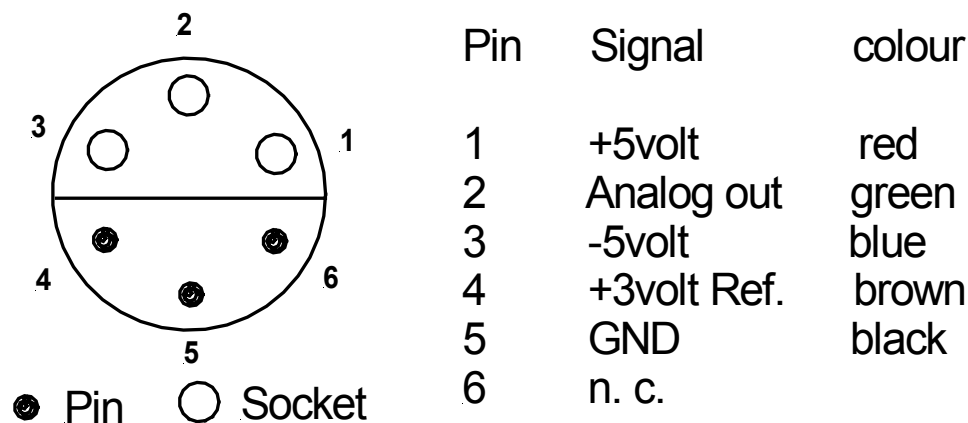 2
3
1
4
6
5
Pin Socket
Pin Signal colour
1 +5volt red
2 Analog out green
3 -5volt blue
4 +3volt Ref. brown
5 GND black
6 n. c.